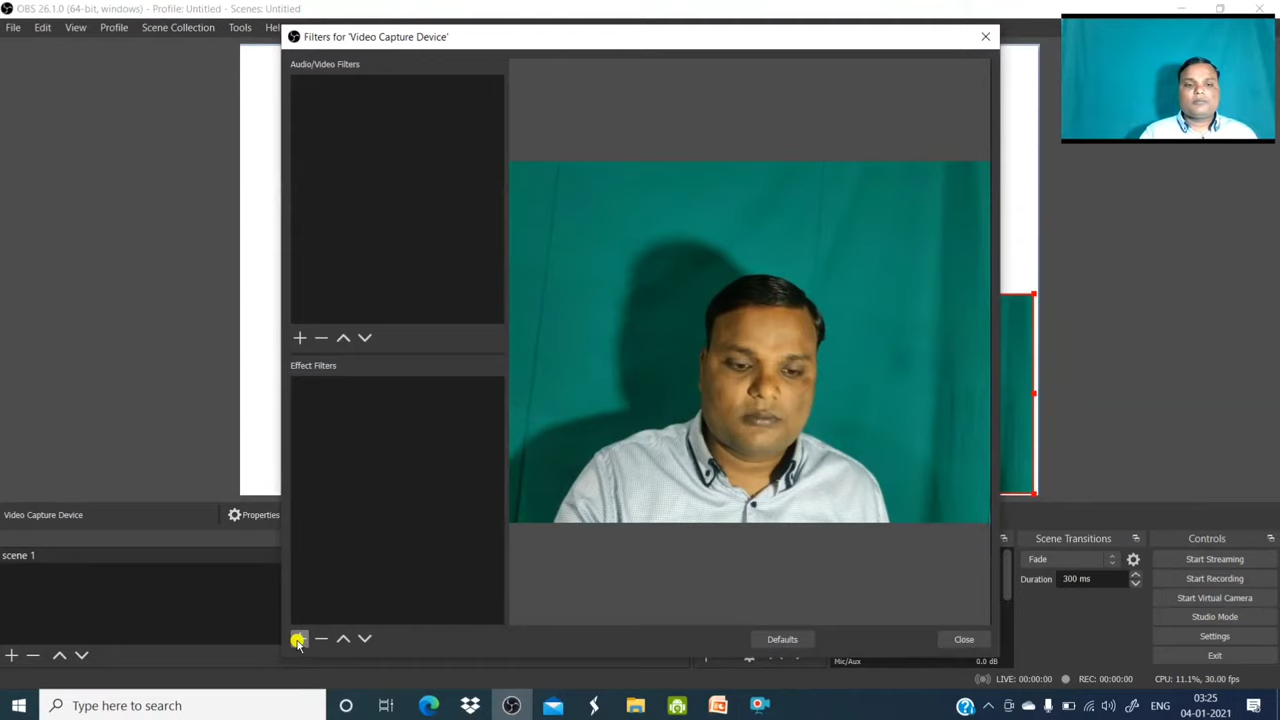 OBS 26.1.0 (64-bit, windows) - Profile: Untitled - Scenes: Untitled
File Edit View Profile Scene Collection Tools
Filters for 'Video Capture Device'
Audio/Video Filters
Effect Filters
Defaults Close
Video Capture Device Properties
scene 1
Mic/Aux 0.0 dB
Scene Transitions
Fade
Duration 300 ms
Controls
Start Streaming
Start Recording
Start Virtual Camera
Studio Mode
Settings
Exit
LIVE: 00:00:00 REC: 00:00:00 CPU: 11.1%, 30.00 fps
Type here to search
ENG
03:25
04-01-2021